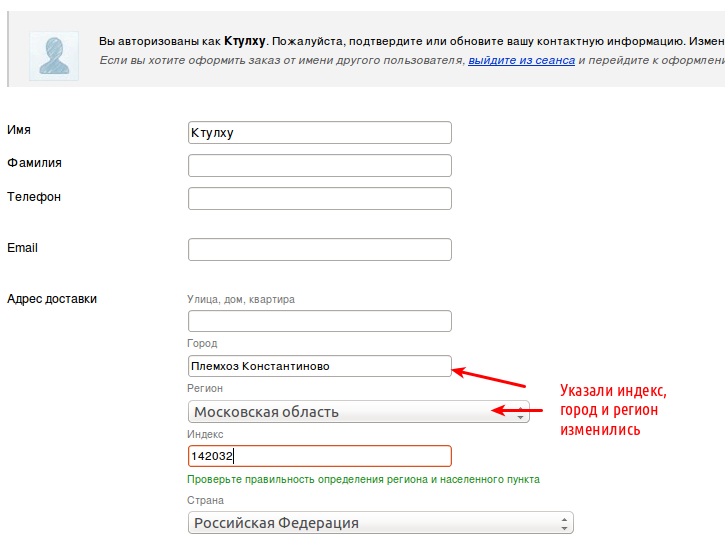 Вы авторизованы как Ктулху. Пожалуйста, подтвердите или обновите вашу контактную информацию. Измен
Если вы хотите оформить заказ от имени другого пользователя, выйдите из сеанса и перейдите к оформлени
Имя
Ктулху
Фамилия
Телефон
Email
Адрес доставки
Улица, дом, квартира
Город
Племхоз Константиново
Регион
Московская область
Указали индекс,
город и регион
изменились
Индекс
142032
Проверьте правильность определения региона и населенного пункта
Страна
Российская Федерация